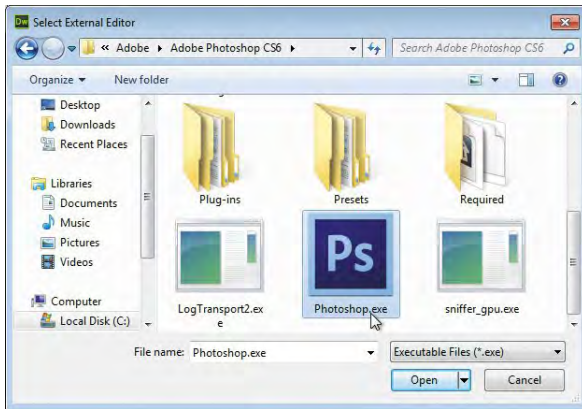 Dw Select External Editor
« Adobe ▸ Adobe Photoshop CS6 ▸ Search Adobe Photoshop CS6
Organize ▾ New folder
Desktop
Downloads
Recent Places
Libraries
Documents
Music
Pictures
Videos
Computer
Local Disk (C:)
Plug-ins Presets Required
Ps
LogTransport2.ex
e
Photoshop.exe sniffer_gpu.exe
File name: Photoshop.exe Executable Files (*.exe)
Open Cancel